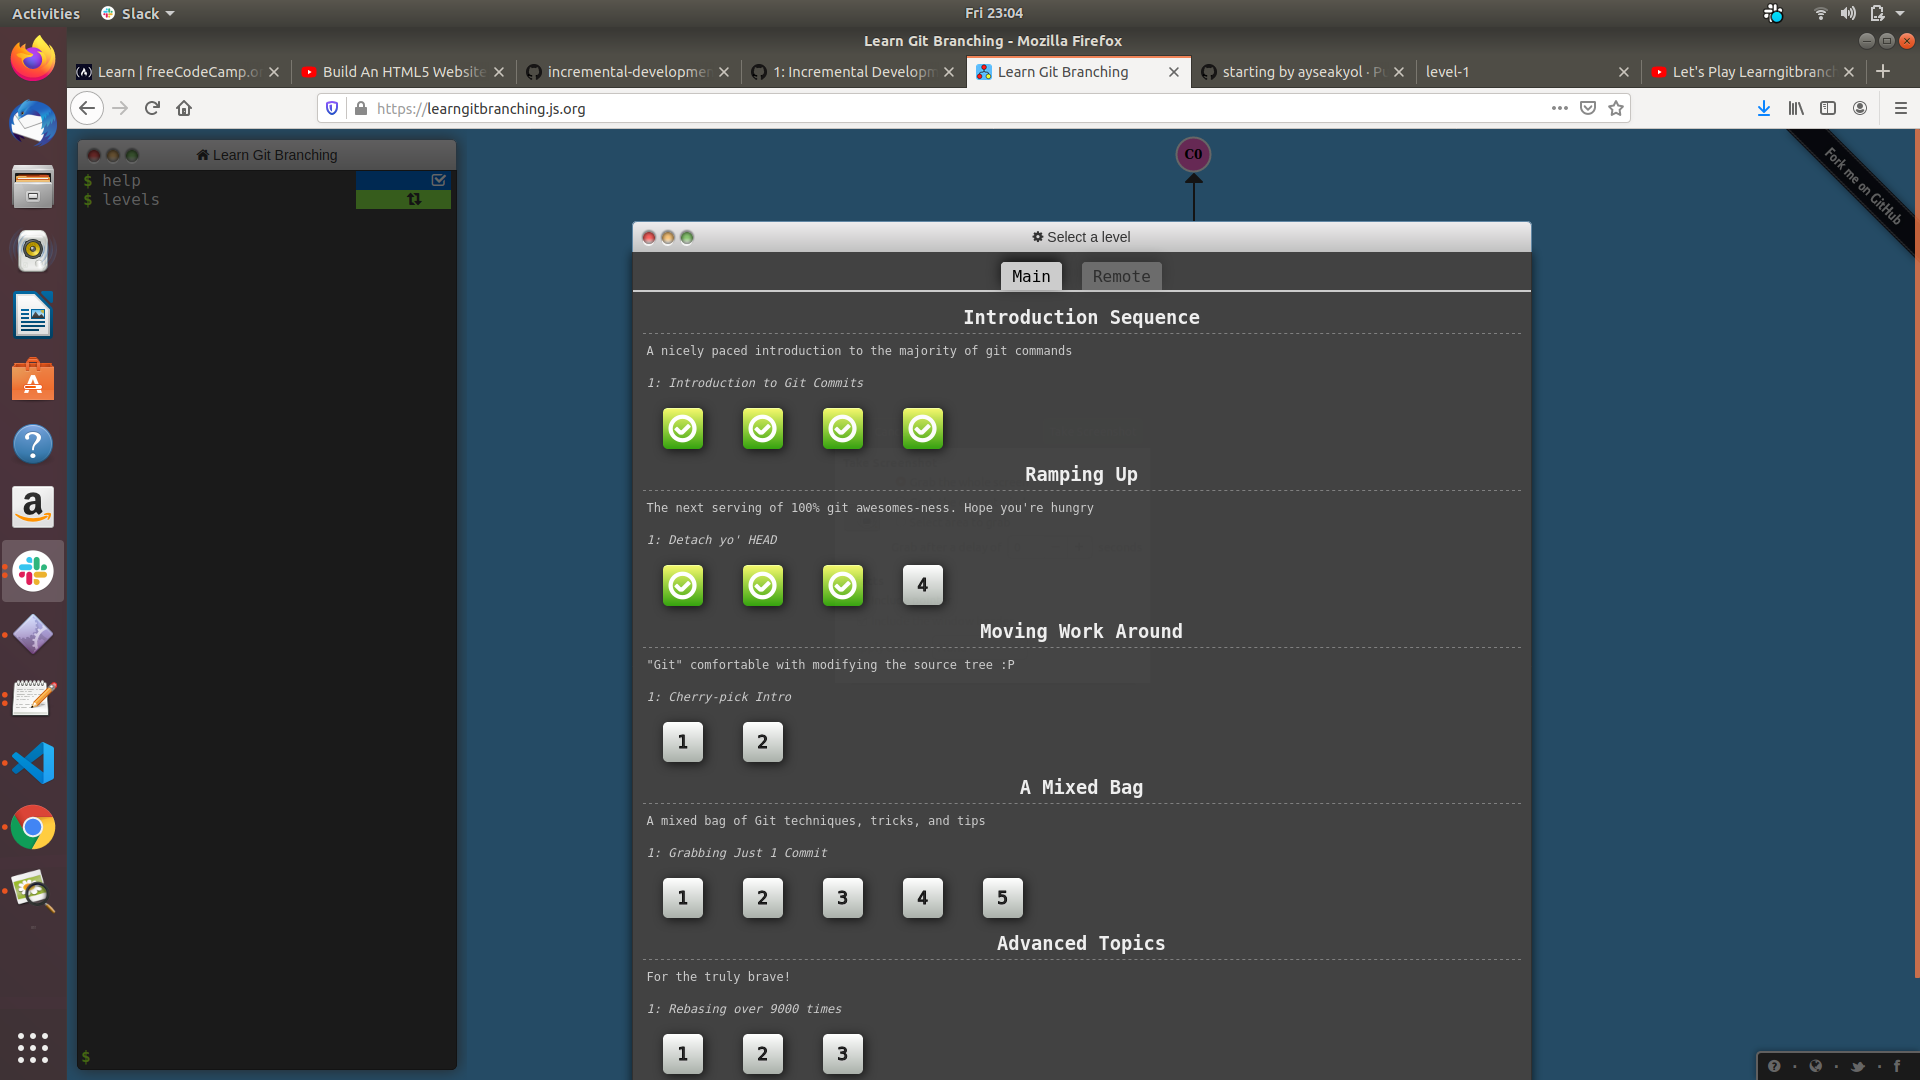 Activities
Slack
Fri 23:04
Learn Git Branching - Mozilla Firefox
Learn | freeCodeCamp.o
Build An HTML5 Website
incremental-developmen
1: Incremental Developm
Learn Git Branching
starting by ayseakyol · Pu
level-1
Let's Play Learngitbranch
https://learngitbranching.js.org
Learn Git Branching
$ help
$ levels
$
C0
Fork me on GitHub
Select a level
Main
Remote
Introduction Sequence
A nicely paced introduction to the majority of git commands
1: Introduction to Git Commits
Ramping Up
The next serving of 100% git awesomes-ness. Hope you're hungry
1: Detach yo' HEAD
4
Moving Work Around
"Git" comfortable with modifying the source tree :P
1: Cherry-pick Intro
1 2
A Mixed Bag
A mixed bag of Git techniques, tricks, and tips
1: Grabbing Just 1 Commit
1 2 3 4 5
Advanced Topics
For the truly brave!
1: Rebasing over 9000 times
1 2 3